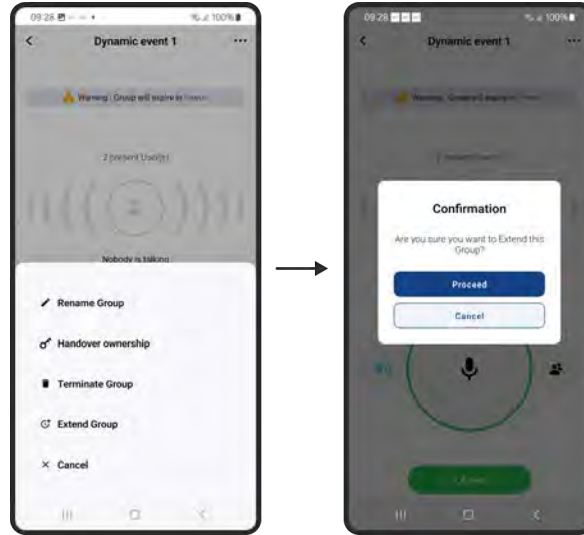 09:28
100%
Dynamic event 1
Warning : Group will expire in
2 present User(s)
Nobody is talking
Rename Group
Handover ownership
Terminate Group
Extend Group
Cancel
09:28
100%
Dynamic event 1
Confirmation
Are you sure you want to Extend this
Group?
Proceed
Cancel